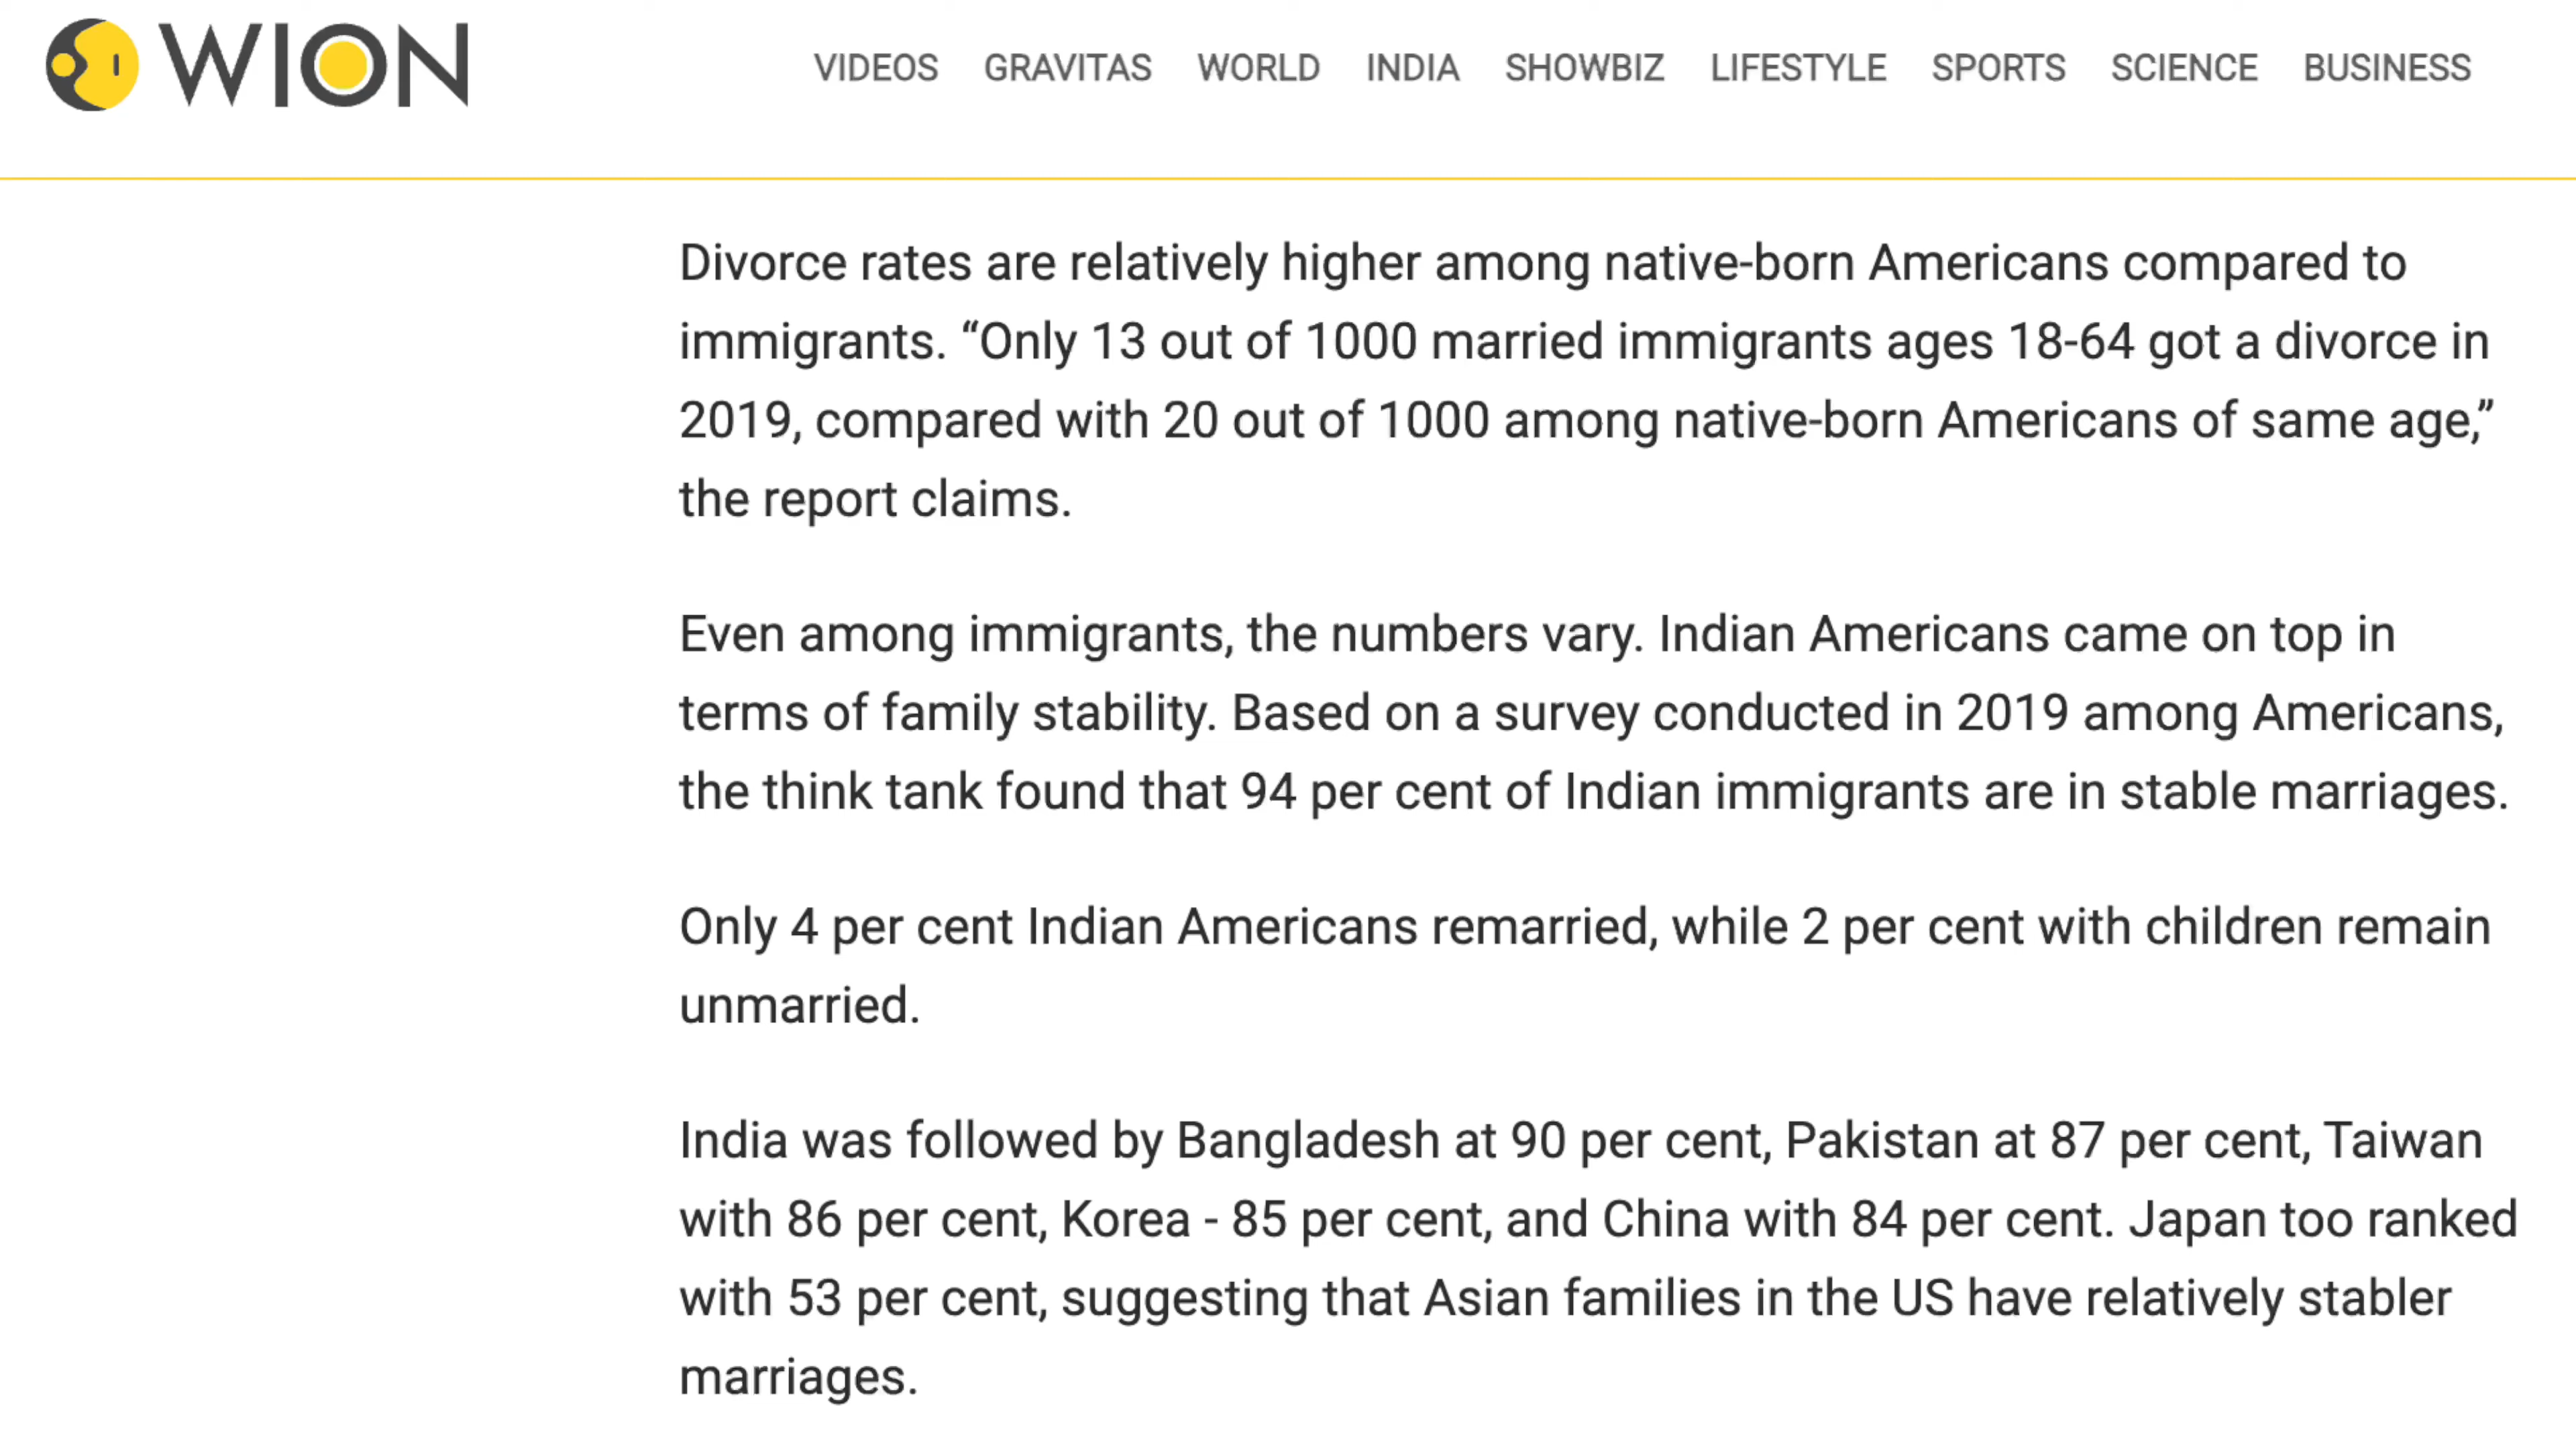 WION
VIDEOS GRAVITAS WORLD INDIA SHOWBIZ LIFESTYLE SPORTS SCIENCE BUSINESS
Divorce rates are relatively higher among native-born Americans compared to
immigrants. “Only 13 out of 1000 married immigrants ages 18-64 got a divorce in
2019, compared with 20 out of 1000 among native-born Americans of same age,”
the report claims.
Even among immigrants, the numbers vary. Indian Americans came on top in
terms of family stability. Based on a survey conducted in 2019 among Americans,
the think tank found that 94 per cent of Indian immigrants are in stable marriages.
Only 4 per cent Indian Americans remarried, while 2 per cent with children remain
unmarried.
India was followed by Bangladesh at 90 per cent, Pakistan at 87 per cent, Taiwan
with 86 per cent, Korea - 85 per cent, and China with 84 per cent. Japan too ranked
with 53 per cent, suggesting that Asian families in the US have relatively stabler
marriages.